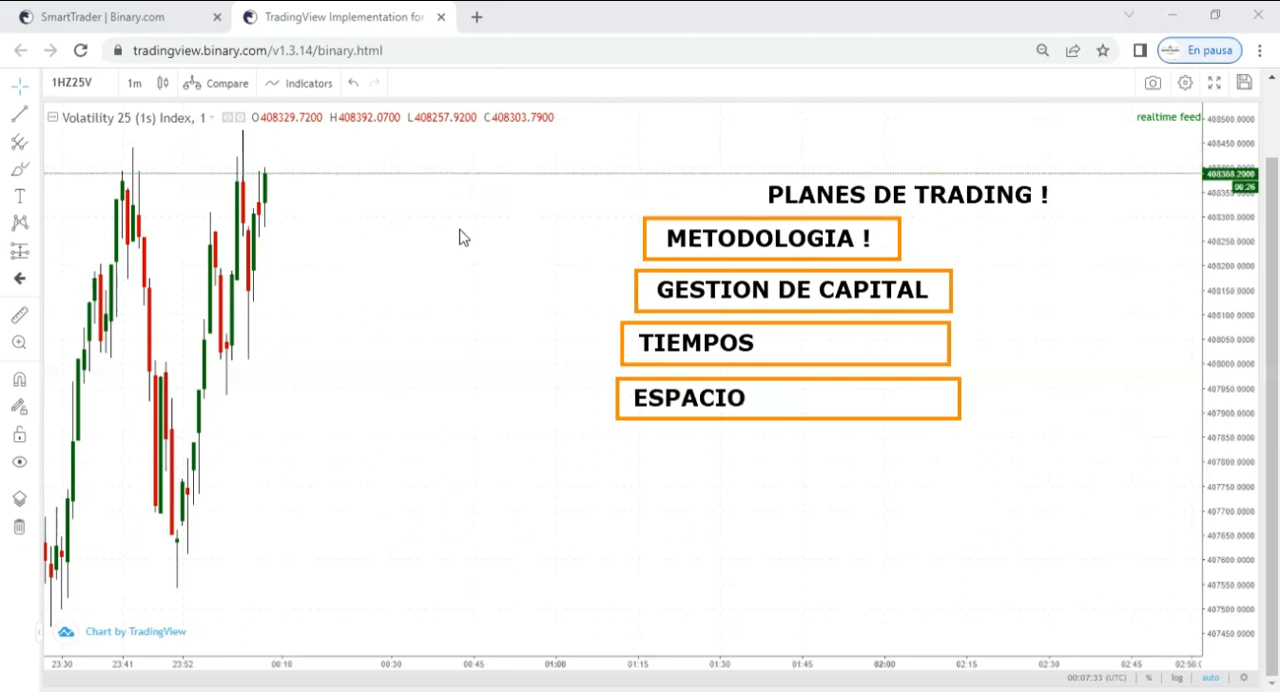 SmartTrader | Binary.com
TradingView Implementation for
tradingview.binary.com/v1.3.14/binary.html
En pausa
1HZ25V
1m
Compare
Indicators
Volatility 25 (1s) Index, 1
O408329.7200 H408392.0700 L408257.9200 C408303.7900
realtime feed
PLANES DE TRADING !
METODOLOGIA !
GESTION DE CAPITAL
TIEMPOS
ESPACIO
408500.0000
408450.0000
00:26
408300.0000
408250.0000
408200.0000
408150.0000
408100.0000
408050.0000
408000.0000
407950.0000
407900.0000
407850.0000
407800.0000
407750.0000
407700.0000
407650.0000
407600.0000
407550.0000
407500.0000
407450.0000
Chart by TradingView
23:30 23:41 23:52 00:10 00:30 00:45 01:00 01:15 01:30 01:45 02:00 02:15 02:30 02:45
00:07:33 (UTC) % log auto